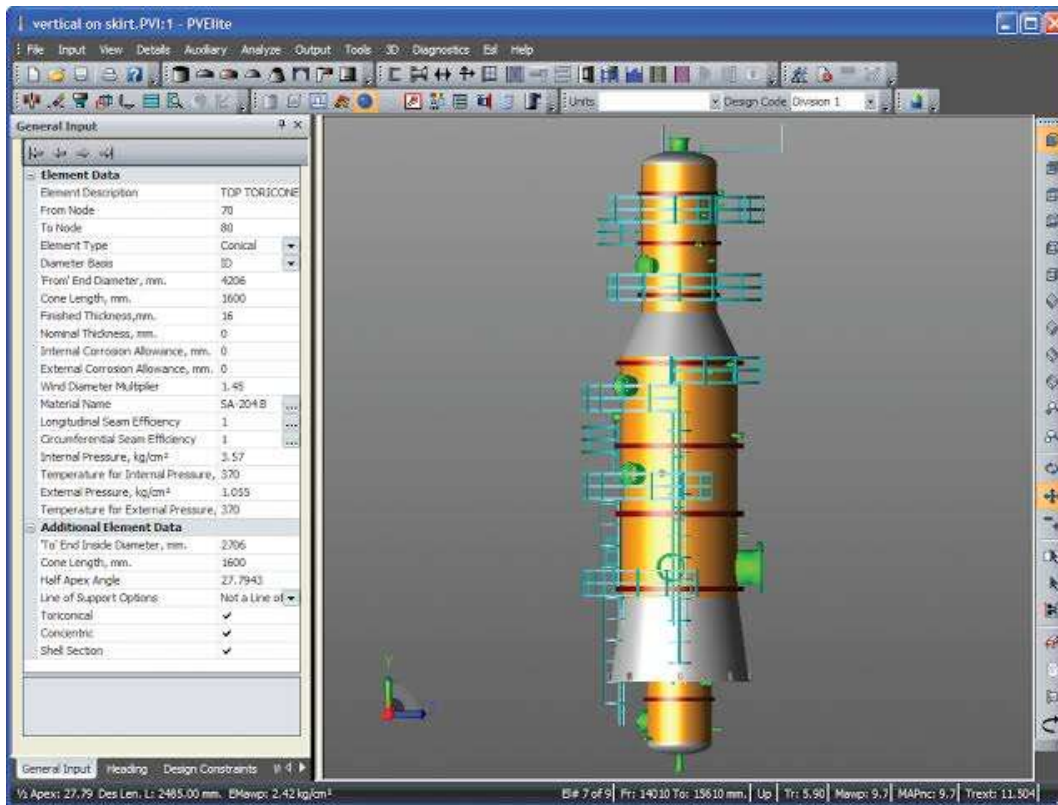 vertical on skirt.PVI:1 - PVElite
File Input View Details Auxiliary Analyze Output Tools 3D Diagnostics Esl Help
Units Design Code Division 1
General Input
Element Data
Element Description TOP TORICONE
From Node 70
To Node 80
Element Type Conical
Diameter Basis ID
'From' End Diameter, mm. 4206
Cone Length, mm. 1600
Finished Thickness,mm. 16
Nominal Thickness, mm. 0
Internal Corrosion Allowance, mm. 0
External Corrosion Allowance, mm. 0
Wind Diameter Multiplier 1.45
Material Name SA-204 B
Longitudinal Seam Efficiency 1
Circumferential Seam Efficiency 1
Internal Pressure, kg/cm² 3.57
Temperature for Internal Pressure, 370
External Pressure, kg/cm² 1.055
Temperature for External Pressure, 370
Additional Element Data
'To' End Inside Diameter, mm. 2706
Cone Length, mm. 1600
Half Apex Angle 27.7943
Line of Support Options Not a Line of
Toriconical
Concentric
Shell Section
Y
General Input Heading Design Constraints
½ Apex: 27.79 Des Len. L: 2485.00 mm. EMawp: 2.42 kg/cm² El# 7 of 9 Fr: 14010 To: 15610 mm. Up Tr: 5.90 Mawp: 9.7 MAPnc: 9.7 Trext: 11.504